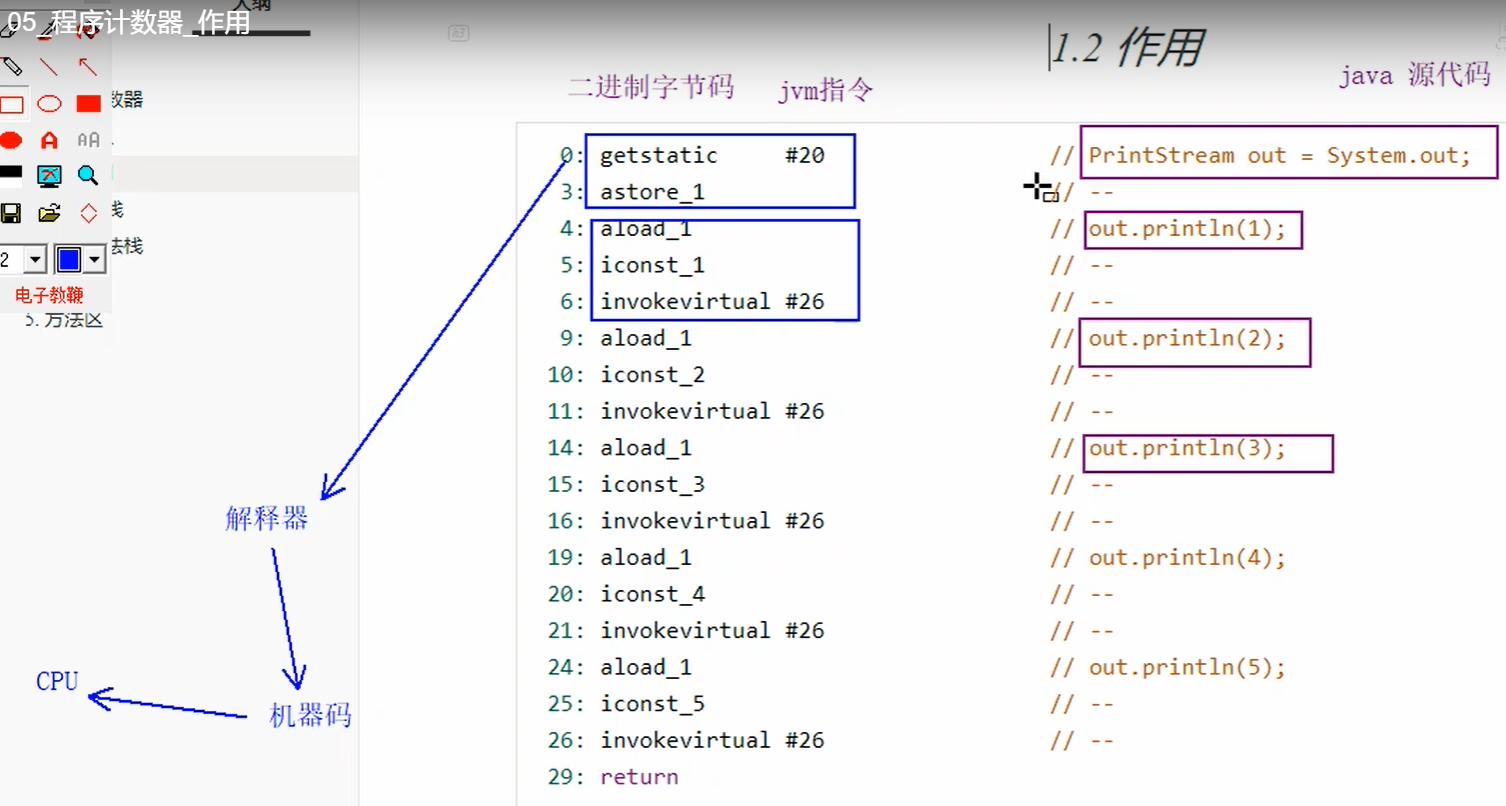 05_程序计数器_作用
大纲
数器
栈
法栈
2
电子教鞭
5. 方法区
1.2 作用
二进制字节码 jvm指令 java 源代码
0: getstatic #20 // PrintStream out = System.out;
3: astore_1 // --
4: aload_1 // out.println(1);
5: iconst_1 // --
6: invokevirtual #26 // --
9: aload_1 // out.println(2);
10: iconst_2 // --
11: invokevirtual #26 // --
14: aload_1 // out.println(3);
15: iconst_3 // --
16: invokevirtual #26 // --
19: aload_1 // out.println(4);
20: iconst_4 // --
21: invokevirtual #26 // --
24: aload_1 // out.println(5);
25: iconst_5 // --
26: invokevirtual #26 // --
29: return
解释器
机器码
CPU